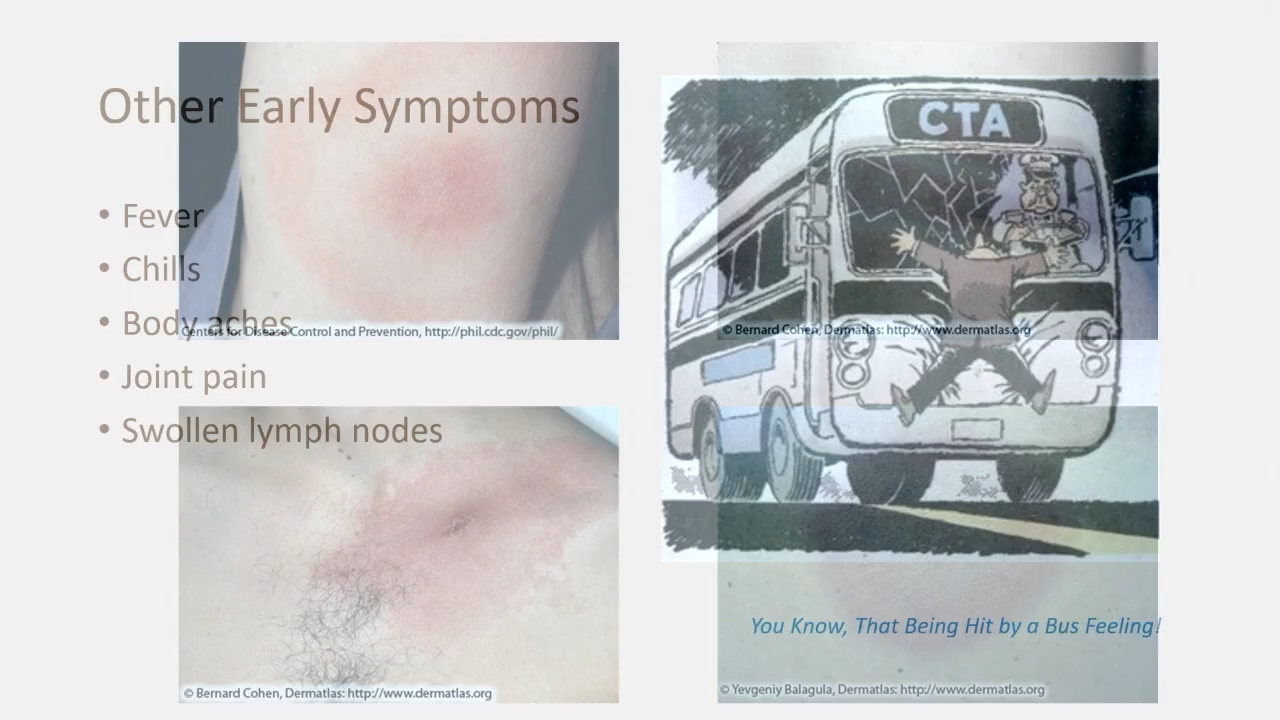 Other Early Symptoms
• Fever
• Chills
• Body aches
• Joint pain
• Swollen lymph nodes
Centers for Disease Control and Prevention, http://phil.cdc.gov/phil/
© Bernard Cohen, Dermatlas: http://www.dermatlas.org
CTA
© Bernard Cohen, Dermatlas: http://www.dermatlas.org
You Know, That Being Hit by a Bus Feeling!
© Yevgeniy Balagula, Dermatlas: http://www.dermatlas.org